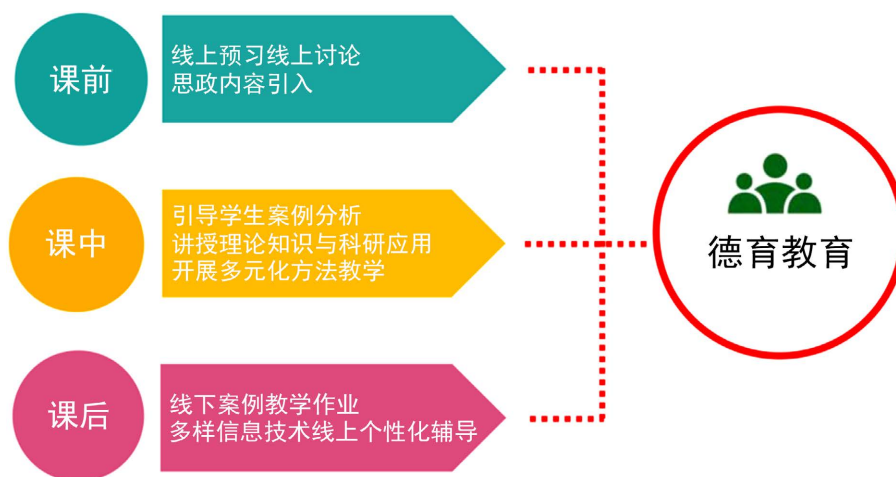 课前
线上预习线上讨论
思政内容引入
课中
引导学生案例分析
讲授理论知识与科研应用
开展多元化方法教学
课后
线下案例教学作业
多样信息技术线上个性化辅导
德育教育